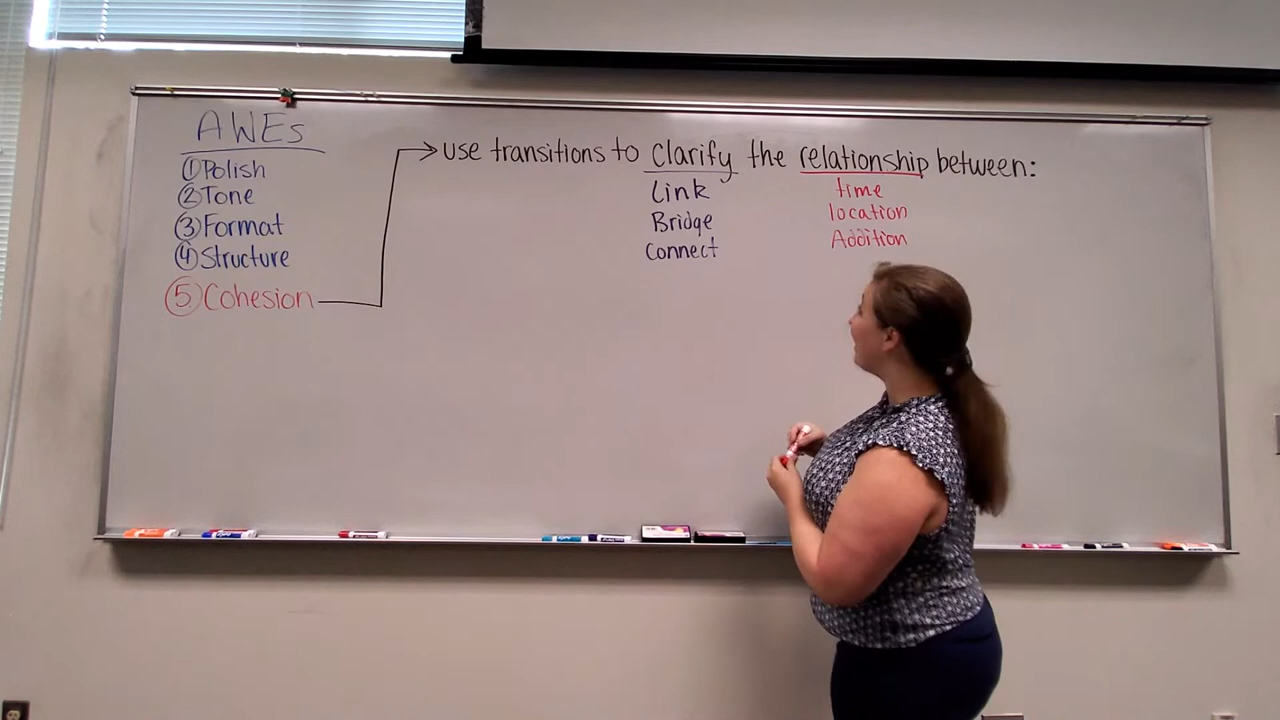 AWEs
①Polish
②Tone
③Format
④Structure
⑤Cohesion
use transitions to clarify the relationship between:
Link
Bridge
Connect
time
location
Addition